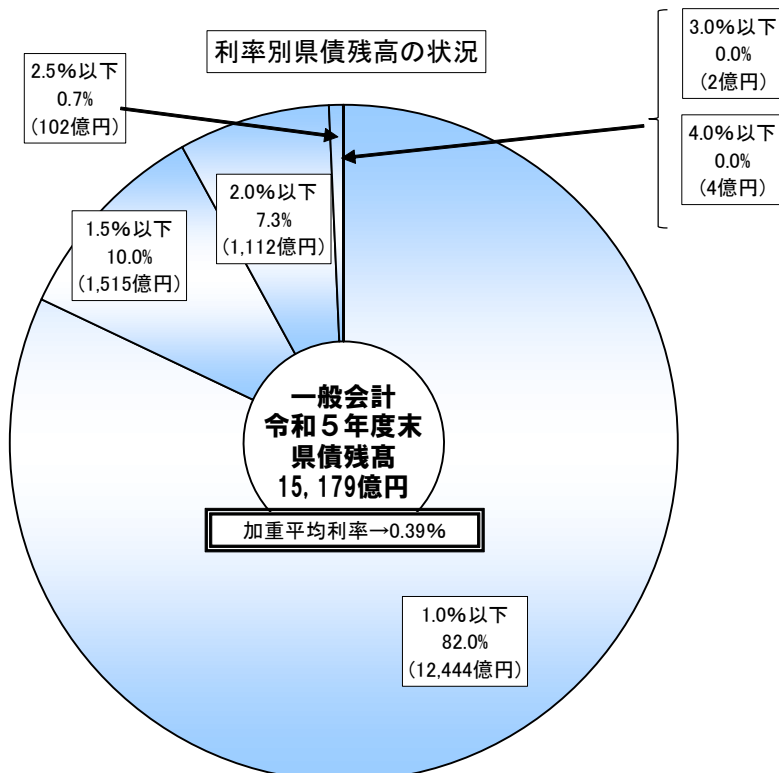 利率別県債残高の状況
2.5%以下
0.7%
(102億円)
3.0%以下
0.0%
(2億円)
4.0%以下
0.0%
(4億円)
2.0%以下
7.3%
(1,112億円)
1.5%以下
10.0%
(1,515億円)
一般会計
令和５年度末
県債残髙
15,179億円
加重平均利率→0.39%
1.0%以下
82.0%
(12,444億円)